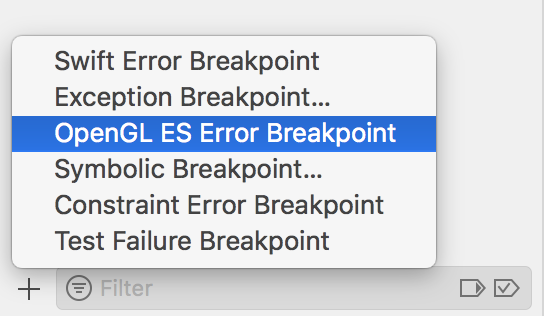 Swift Error Breakpoint
Exception Breakpoint...
OpenGL ES Error Breakpoint
Symbolic Breakpoint...
Constraint Error Breakpoint
Test Failure Breakpoint
Filter